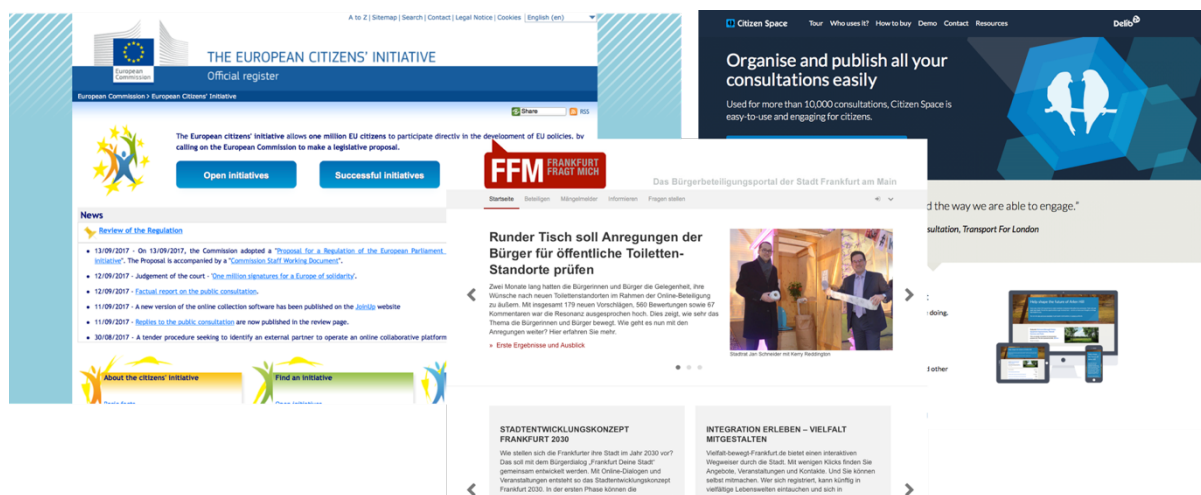 A to Z | Sitemap | Search | Contact | Legal Notice | Cookies English (en)
European
Commission
THE EUROPEAN CITIZENS' INITIATIVE
Official register
European Commission > European Citizens' Initiative
Share RSS
The European citizens' initiative allows one million EU citizens to participate directly in the development of EU policies, by
calling on the European Commission to make a legislative proposal.
Open initiatives Successful initiatives
News
Review of the Regulation
13/09/2017 - On 13/09/2017, the Commission adopted a "Proposal for a Regulation of the European Parliament
initiative". The Proposal is accompanied by a "Commission Staff Working Document".
12/09/2017 - Judgement of the court - 'One million signatures for a Europe of solidarity'.
12/09/2017 - Factual report on the public consultation.
11/09/2017 - A new version of the online collection software has been published on the JoinUp website
11/09/2017 - Replies to the public consultation are now published in the review page.
30/08/2017 - A tender procedure seeking to identify an external partner to operate an online collaborative platform
About the citizens' initiative Find an initiative
Citizen Space Tour Who uses it? How to buy Demo Contact Resources Delib
Organise and publish all your
consultations easily
Used for more than 10,000 consultations, Citizen Space is
easy-to-use and engaging for citizens.
d the way we are able to engage."
sultation, Transport For London
doing.
d other
FFM FRANKFURT
FRAGT MICH
Das Bürgerbeteiligungsportal der Stadt Frankfurt am Main
Startseite Beteiligen Mängelmelder Informieren Fragen stellen
Runder Tisch soll Anregungen der
Bürger für öffentliche Toiletten-
Standorte prüfen
Zwei Monate lang hatten die Bürgerinnen und Bürger die Gelegenheit, ihre
Wünsche nach neuen Toilettenstandorten im Rahmen der Online-Beteiligung
zu äußern. Mit insgesamt 179 neuen Vorschlägen, 560 Bewertungen sowie 67
Kommentaren war die Resonanz ausgesprochen hoch. Dies zeigt, wie sehr das
Thema die Bürgerinnen und Bürger bewegt. Wie geht es nun mit den
Anregungen weiter? Hier erfahren Sie mehr.
» Erste Ergebnisse und Ausblick
Stadtrat Jan Schneider mit Kerry Reddington
STADTENTWICKLUNGSKONZEPT
FRANKFURT 2030
Wie stellen sich die Frankfurter ihre Stadt im Jahr 2030 vor?
Das soll mit dem Bürgerdialog „Frankfurt Deine Stadt"
gemeinsam entwickelt werden. Mit Online-Dialogen und
Veranstaltungen entsteht so das Stadtentwicklungskonzept
Frankfurt 2030. In der ersten Phase können die
INTEGRATION ERLEBEN – VIELFALT
MITGESTALTEN
Vielfalt-bewegt-Frankfurt.de bietet einen interaktiven
Wegweiser durch die Stadt. Mit wenigen Klicks finden Sie
Angebote, Veranstaltungen und Kontakte. Und Sie können
selbst mitmachen. Wer sich registriert, kann künftig in
vielfältige Lebenswelten eintauchen und sich in